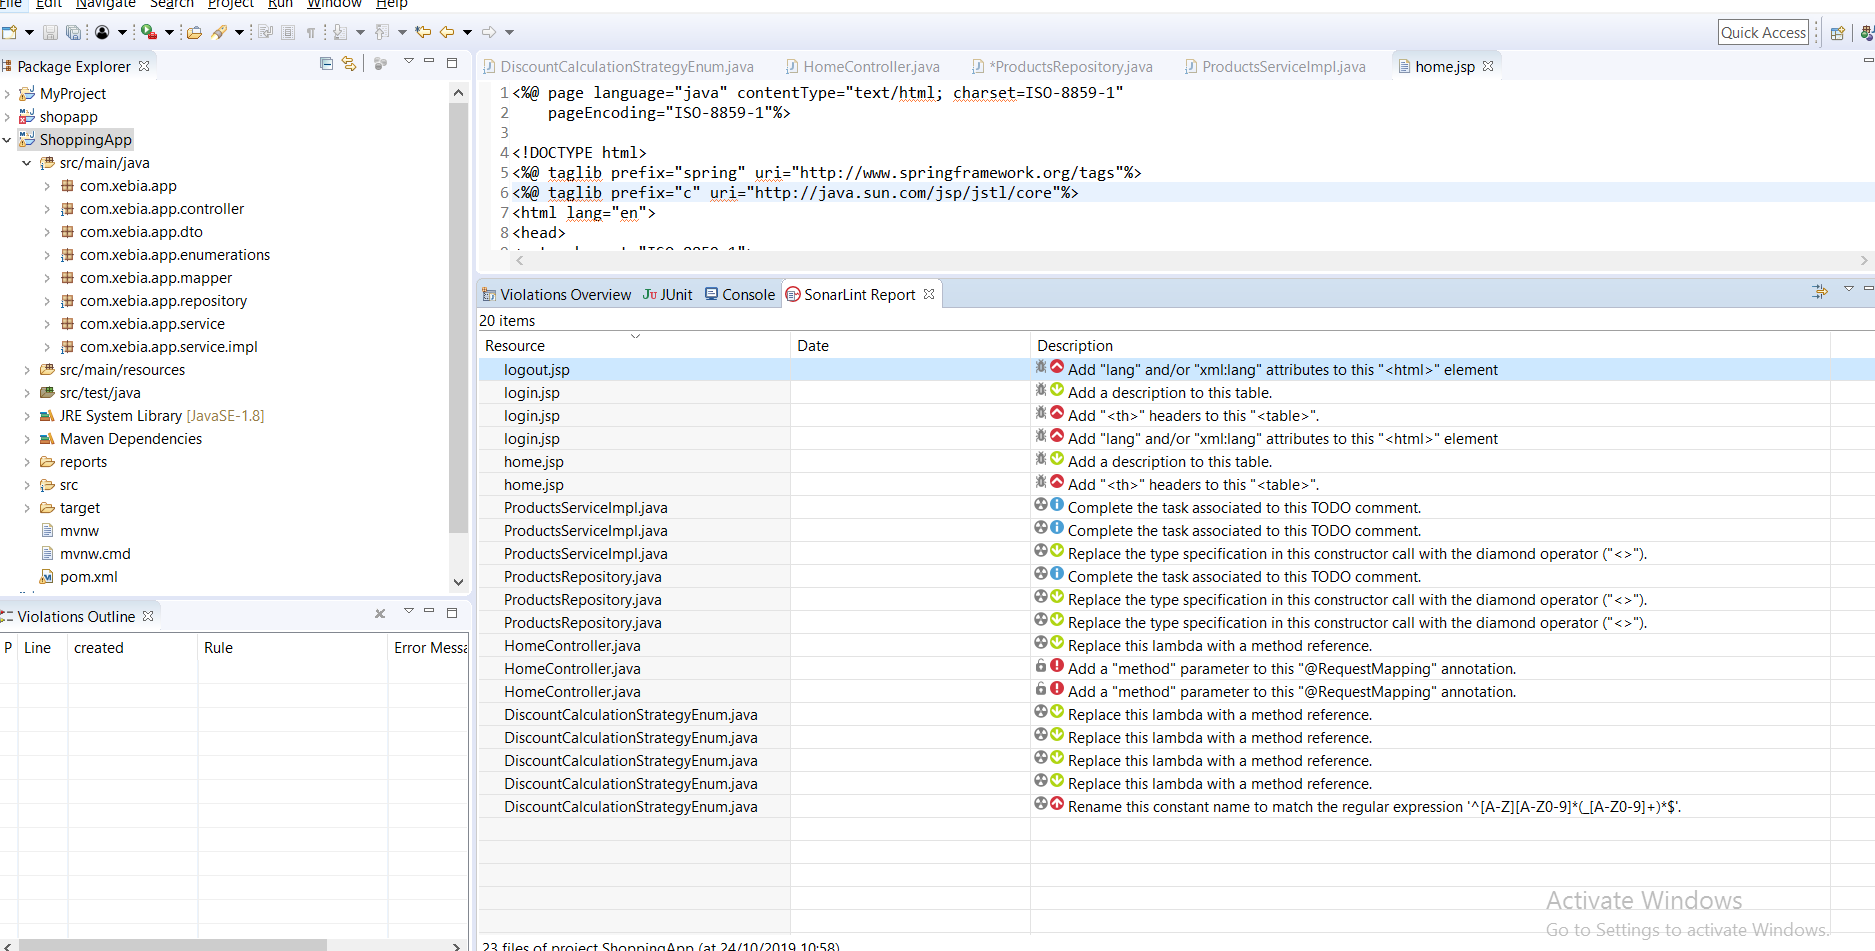 File Edit Navigate Search Project Run Window Help
Quick Access
Package Explorer
MyProject
shopapp
ShoppingApp
src/main/java
com.xebia.app
com.xebia.app.controller
com.xebia.app.dto
com.xebia.app.enumerations
com.xebia.app.mapper
com.xebia.app.repository
com.xebia.app.service
com.xebia.app.service.impl
src/main/resources
src/test/java
JRE System Library [JavaSE-1.8]
Maven Dependencies
reports
src
target
mvnw
mvnw.cmd
pom.xml
Violations Outline
P Line created Rule Error Messa
DiscountCalculationStrategyEnum.java HomeController.java *ProductsRepository.java ProductsServiceImpl.java home.jsp
1 <%@ page language="java" contentType="text/html; charset=ISO-8859-1"
2 pageEncoding="ISO-8859-1"%>
3
4 <!DOCTYPE html>
5 <%@ taglib prefix="spring" uri="http://www.springframework.org/tags"%>
6 <%@ taglib prefix="c" uri="http://java.sun.com/jsp/jstl/core"%>
7 <html lang="en">
8 <head>
Violations Overview JUnit Console SonarLint Report
20 items
Resource Date Description
logout.jsp Add "lang" and/or "xml:lang" attributes to this "<html>" element
login.jsp Add a description to this table.
login.jsp Add "<th>" headers to this "<table>".
login.jsp Add "lang" and/or "xml:lang" attributes to this "<html>" element
home.jsp Add a description to this table.
home.jsp Add "<th>" headers to this "<table>".
ProductsServiceImpl.java Complete the task associated to this TODO comment.
ProductsServiceImpl.java Complete the task associated to this TODO comment.
ProductsServiceImpl.java Replace the type specification in this constructor call with the diamond operator ("<>").
ProductsRepository.java Complete the task associated to this TODO comment.
ProductsRepository.java Replace the type specification in this constructor call with the diamond operator ("<>").
ProductsRepository.java Replace the type specification in this constructor call with the diamond operator ("<>").
HomeController.java Replace this lambda with a method reference.
HomeController.java Add a "method" parameter to this "@RequestMapping" annotation.
HomeController.java Add a "method" parameter to this "@RequestMapping" annotation.
DiscountCalculationStrategyEnum.java Replace this lambda with a method reference.
DiscountCalculationStrategyEnum.java Replace this lambda with a method reference.
DiscountCalculationStrategyEnum.java Replace this lambda with a method reference.
DiscountCalculationStrategyEnum.java Replace this lambda with a method reference.
DiscountCalculationStrategyEnum.java Rename this constant name to match the regular expression '^[A-Z][A-Z0-9]*(_[A-Z0-9]+)*$'.
Activate Windows
Go to Settings to activate Windows.
23 files of project ShoppingApp (at 24/10/2019 10:58)